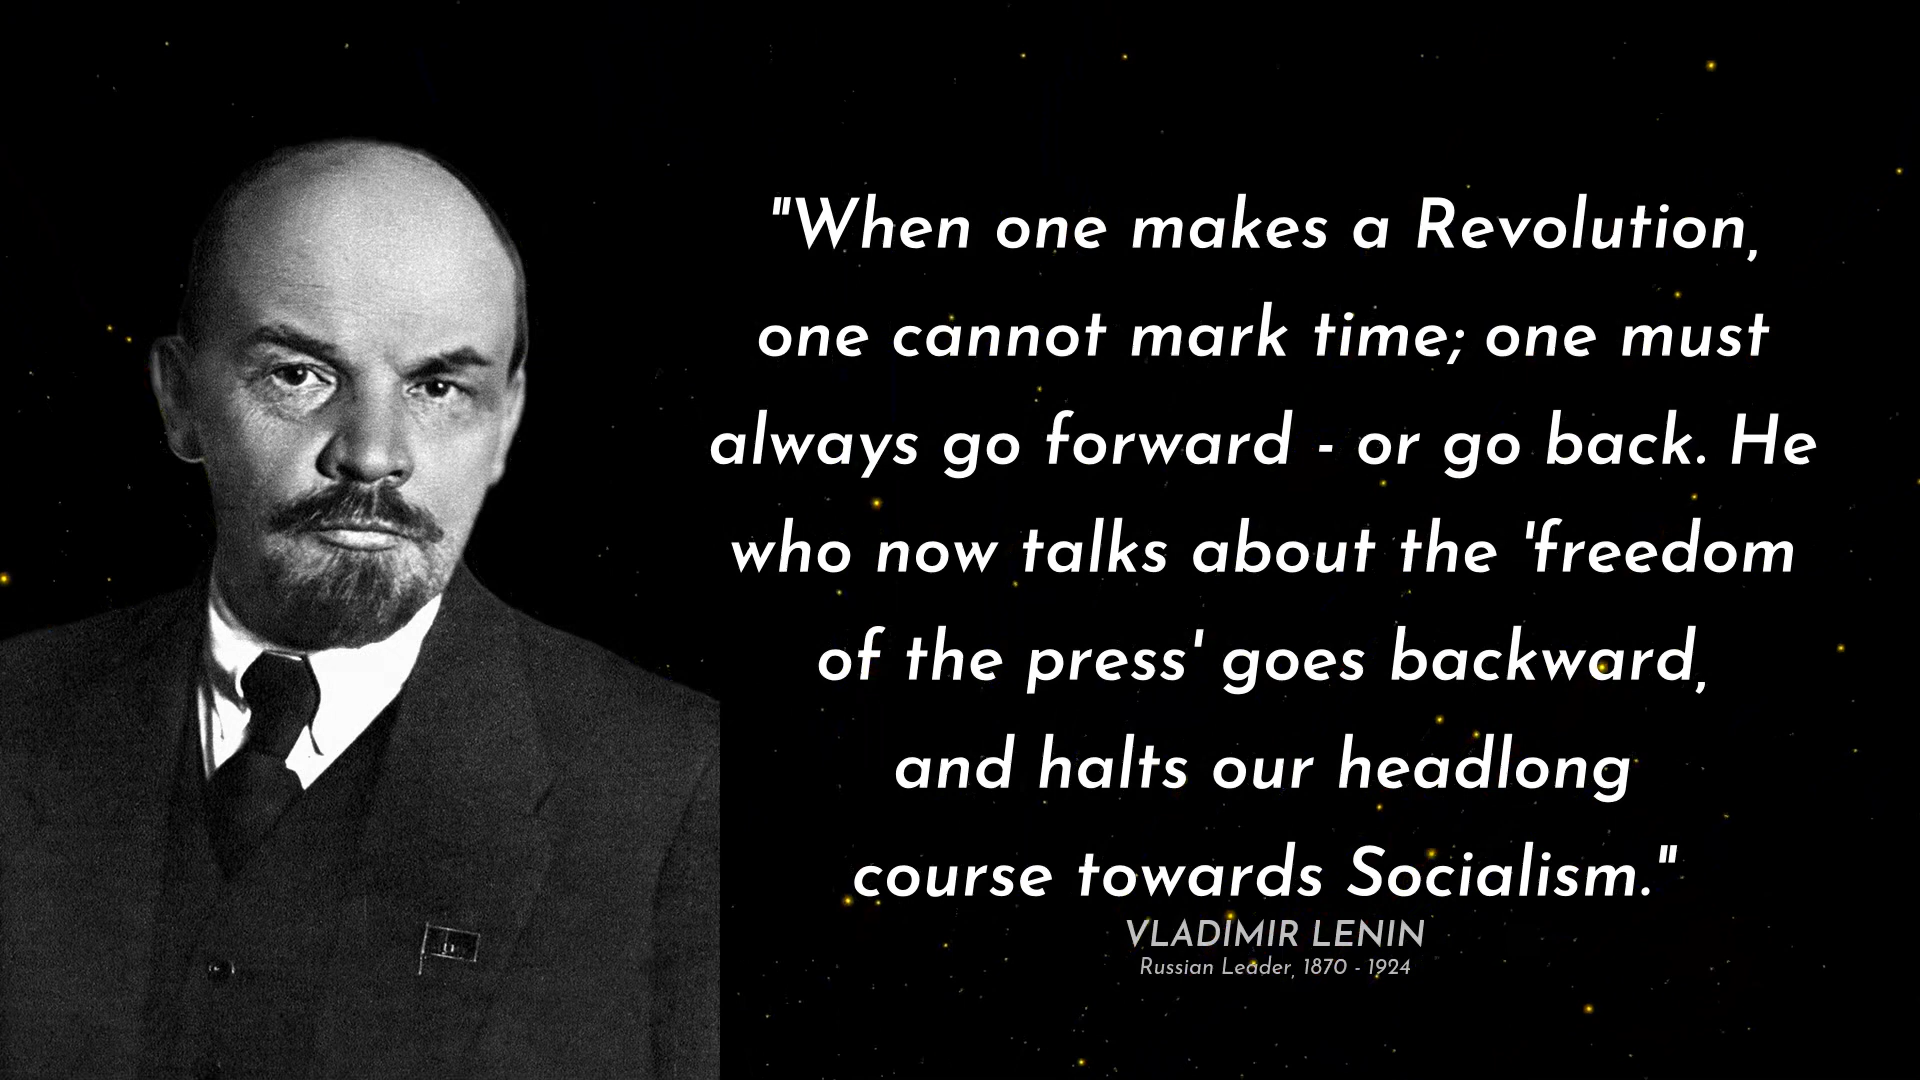 "When one makes a Revolution,
one cannot mark time; one must
always go forward - or go back. He
who now talks about the 'freedom
of the press' goes backward,
and halts our headlong
course towards Socialism."
VLADIMIR LENIN
Russian Leader, 1870 - 1924